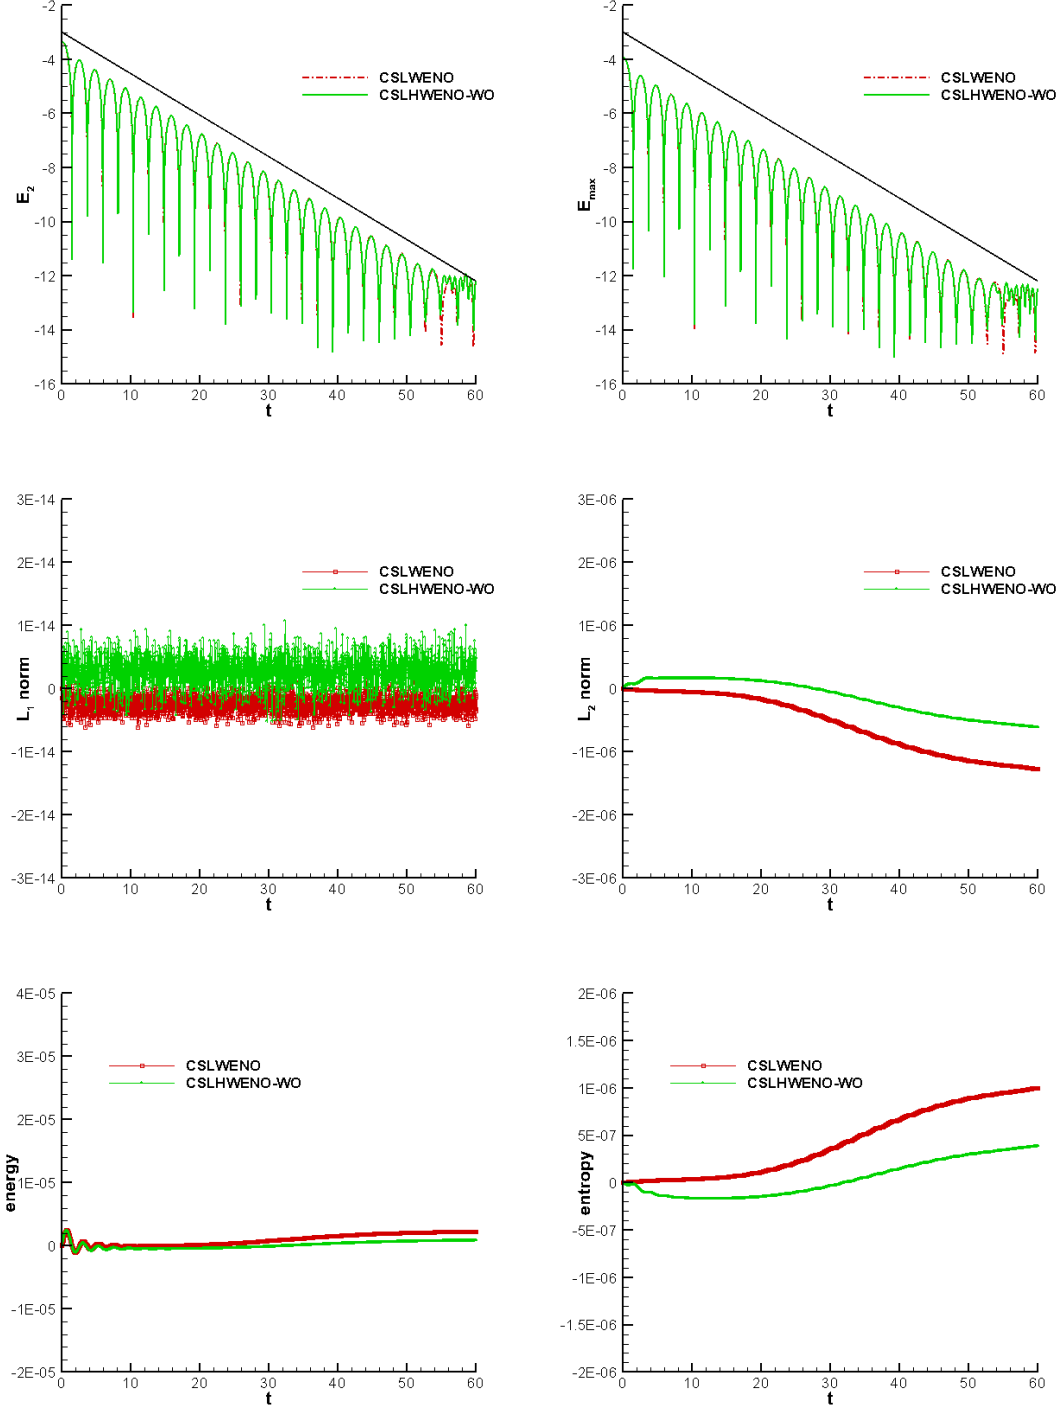 -2
-4
-6
-8
-10
-12
-14
-16
E2
CSLWENO
CSLHWENO-WO
0 10 20 30 40 50 60
t
-2
-4
-6
-8
-10
-12
-14
-16
Emax
CSLWENO
CSLHWENO-WO
0 10 20 30 40 50 60
t
3E-14
2E-14
1E-14
0
-1E-14
-2E-14
-3E-14
L1 norm
CSLWENO
CSLHWENO-WO
0 10 20 30 40 50 60
t
3E-06
2E-06
1E-06
0
-1E-06
-2E-06
-3E-06
L2 norm
CSLWENO
CSLHWENO-WO
0 10 20 30 40 50 60
t
4E-05
3E-05
2E-05
1E-05
0
-1E-05
-2E-05
energy
CSLWENO
CSLHWENO-WO
0 10 20 30 40 50 60
t
2E-06
1.5E-06
1E-06
5E-07
0
-5E-07
-1E-06
-1.5E-06
-2E-06
entropy
CSLWENO
CSLHWENO-WO
0 10 20 30 40 50 60
t